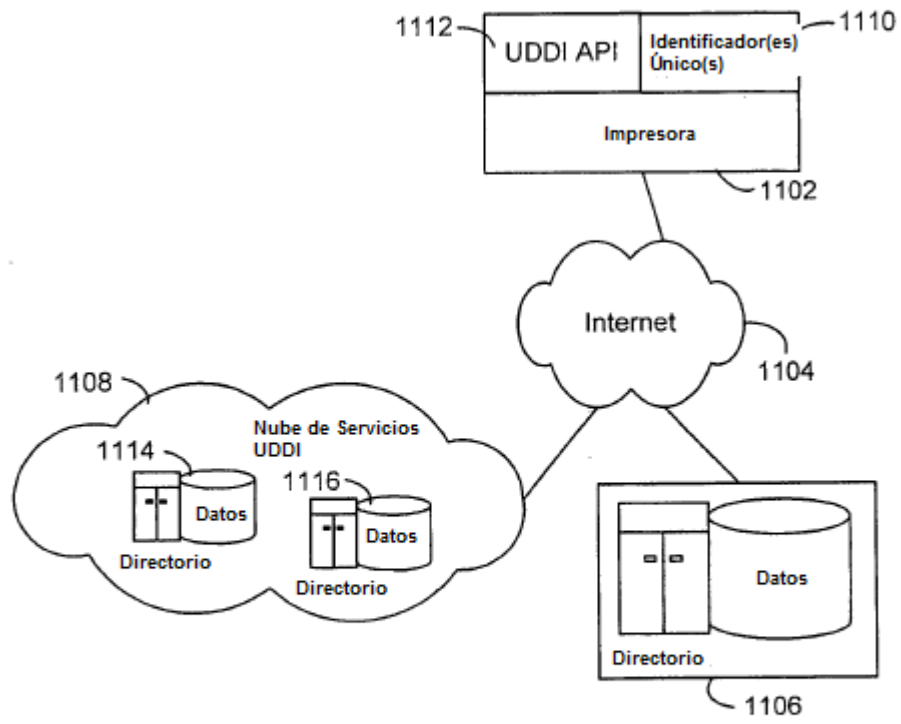 1112
UDDI API
Identificador(es)
Único(s)
1110
Impresora
1102
Internet
1104
1108
Nube de Servicios
UDDI
1114
Datos
Directorio
1116
Datos
Directorio
Datos
Directorio
1106